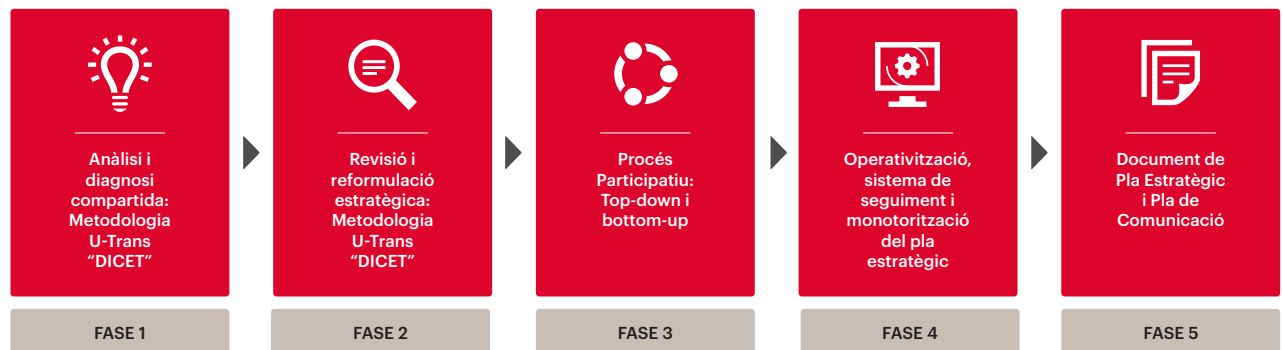 Anàlisi i
diagnosi
compartida:
Metodologia
U-Trans
“DICET”
FASE 1
Revisió i
reformulació
estratègica:
Metodologia
U-Trans
“DICET”
FASE 2
Procés
Participatiu:
Top-down i
bottom-up
FASE 3
Operativització,
sistema de
seguiment i
monotorització
del pla
estratègic
FASE 4
Document de
Pla Estratègic
i Pla de
Comunicació
FASE 5